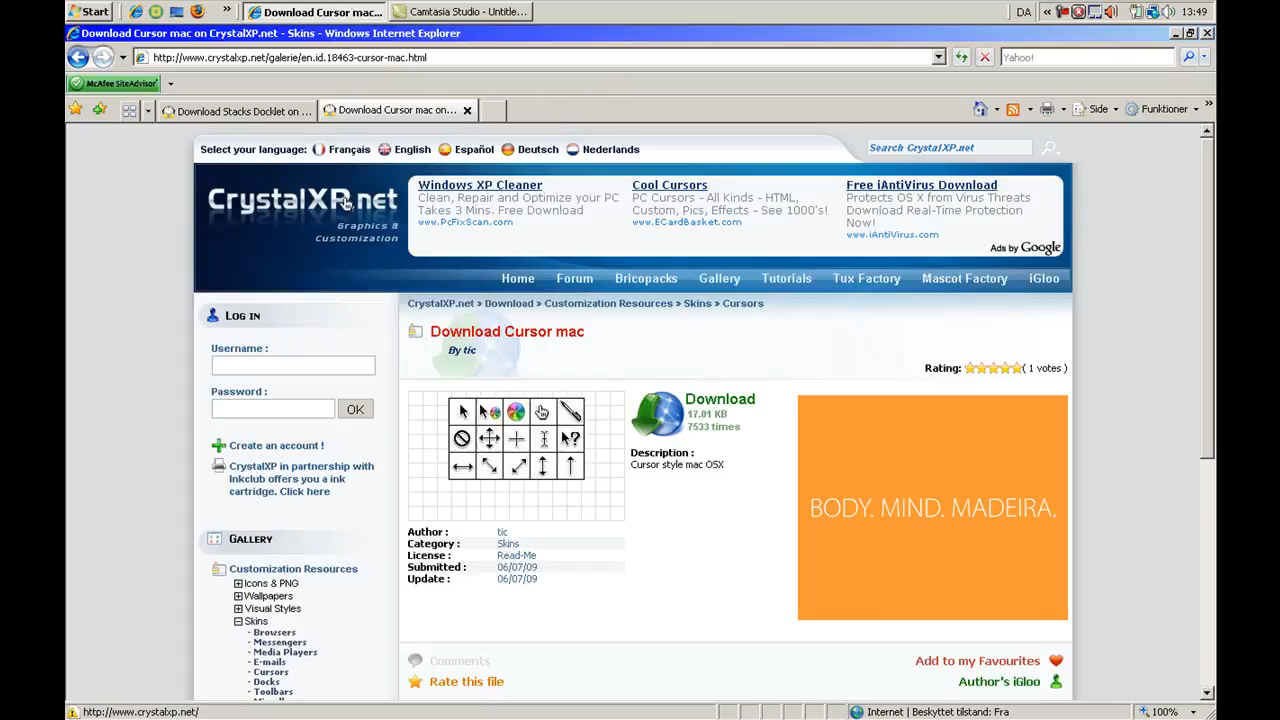 Start
»
Download Cursor mac...
Camtasia Studio - Untitle...
DA
«
13:49
Download Cursor mac on CrystalXP.net - Skins - Windows Internet Explorer
http://www.crystalxp.net/galerie/en.id.18463-cursor-mac.html
Yahoo!
McAfee SiteAdvisor
Download Stacks Docklet on ...
Download Cursor mac on...
Side
Funktioner
»
Select your language: Français English Español Deutsch Nederlands
Search CrystalXP.net
CrystalXP.net
Graphics &
Customization
Windows XP Cleaner
Clean, Repair and Optimize your PC
Takes 3 Mins. Free Download
www.PcFixScan.com
Cool Cursors
PC Cursors - All Kinds - HTML,
Custom, Pics, Effects - See 1000's!
www.ECardBasket.com
Free iAntiVirus Download
Protects OS X from Virus Threats
Download Real-Time Protection
Now!
www.iAntiVirus.com
Ads by Google
Home Forum Bricopacks Gallery Tutorials Tux Factory Mascot Factory iGloo
CrystalXP.net » Download » Customization Resources » Skins » Cursors
LOG IN
Username :
Password :
OK
Create an account !
CrystalXP in partnership with
Inkclub offers you a ink
cartridge. Click here
GALLERY
Customization Resources
Icons & PNG
Wallpapers
Visual Styles
Skins
- Browsers
- Messengers
- Media Players
- E-mails
- Cursors
- Docks
- Toolbars
Download Cursor mac
By tic
Rating: ( 1 votes )
Download
17.01 KB
7533 times
Description :
Cursor style mac OSX
BODY. MIND. MADEIRA.
Author : tic
Category : Skins
License : Read-Me
Submitted : 06/07/09
Update : 06/07/09
Comments
Add to my Favourites
Rate this file
Author's iGloo
http://www.crystalxp.net/
Internet | Beskyttet tilstand: Fra
100%